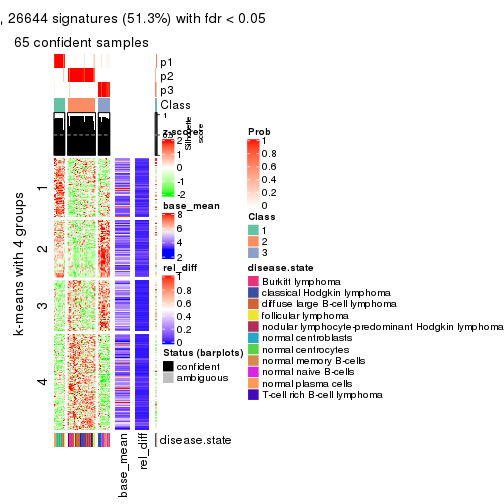 , 26644 signatures (51.3%) with fdr < 0.05
65 confident samples
p1
p2
p3
Class
1
Silhouette
score
z-scores
2
1
0
-1
-2
base_mean
8
6
4
2
rel_diff
1
0.8
0.6
0.4
0.2
0
Status (barplots)
confident
ambiguous
Prob
1
0.8
0.6
0.4
0.2
0
Class
1
2
3
disease.state
Burkitt lymphoma
classical Hodgkin lymphoma
diffuse large B-cell lymphoma
follicular lymphoma
nodular lymphocyte-predominant Hodgkin lymphoma
normal centroblasts
normal centrocytes
normal memory B-cells
normal naive B-cells
normal plasma cells
T-cell rich B-cell lymphoma
k-means with 4 groups
1
2
3
4
disease.state
base_mean
rel_diff